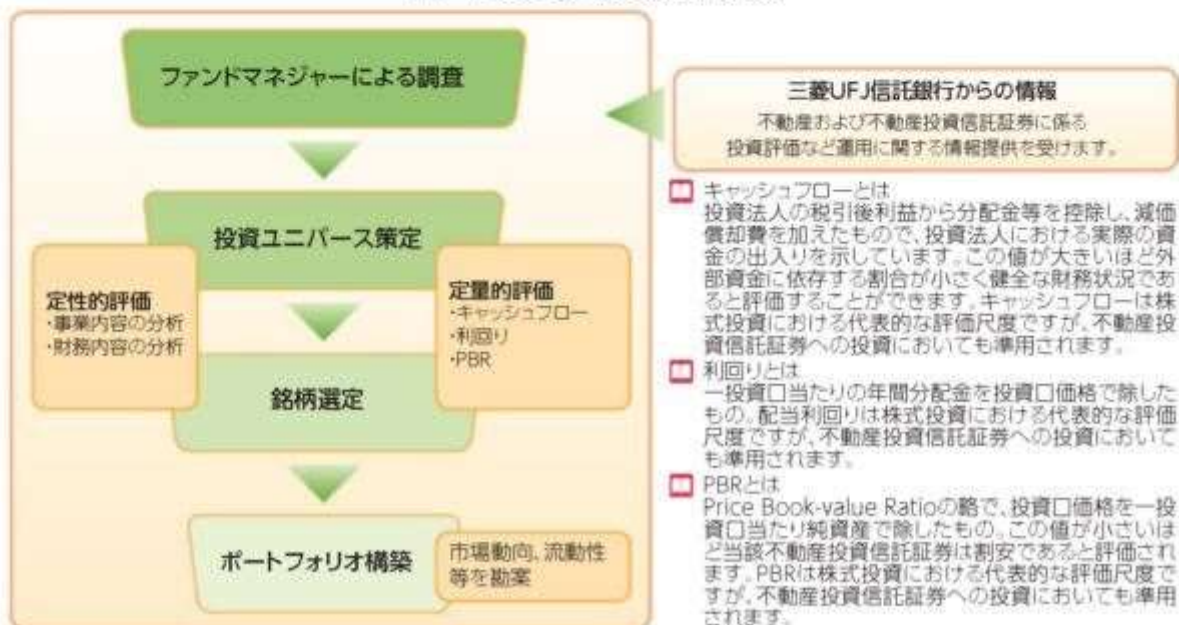 ファンドマネジャーによる調査
投資ユニバース策定
定性的評価
・事業内容の分析
・財務内容の分析
定量的評価
・キャッシュフロー
・利回り
・PBR
銘柄選定
ポートフォリオ構築
市場動向、流動性
等を勘案
三菱UFJ信託銀行からの情報
不動産および不動産投資信託証券に係る
投資評価など運用に関する情報提供を受けます。
キャッシュフローとは
投資法人の税引後利益から分配金等を控除し、減価
償却費を加えたもので、投資法人における実際の資
金の出入りを示しています。この値が大きいほど外
部資金に依存する割合が小さく健全な財務状況であ
ると評価することができます。キャッシュフローは株
式投資における代表的な評価尺度ですが、不動産投
資信託証券への投資においても準用されます。
利回りとは
一投資口当たりの年間分配金を投資口価格で除した
もの。配当利回りは株式投資における代表的な評価
尺度ですが、不動産投資信託証券への投資において
も準用されます。
PBRとは
Price Book-value Ratioの略で、投資口価格を一投
資口当たり純資産で除したもの。この値が小さいほ
ど当該不動産投資信託証券は割安であると評価され
ます。PBRは株式投資における代表的な評価尺度で
すが、不動産投資信託証券への投資においても準用
されます。